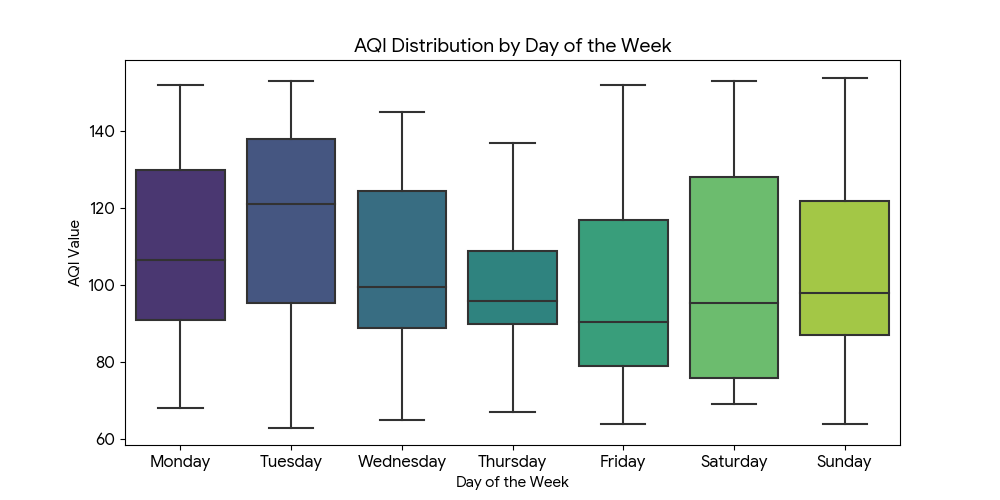 AQI Distribution by Day of the Week
AQI Value
140
120
100
80
60
Monday Tuesday Wednesday Thursday Friday Saturday Sunday
Day of the Week